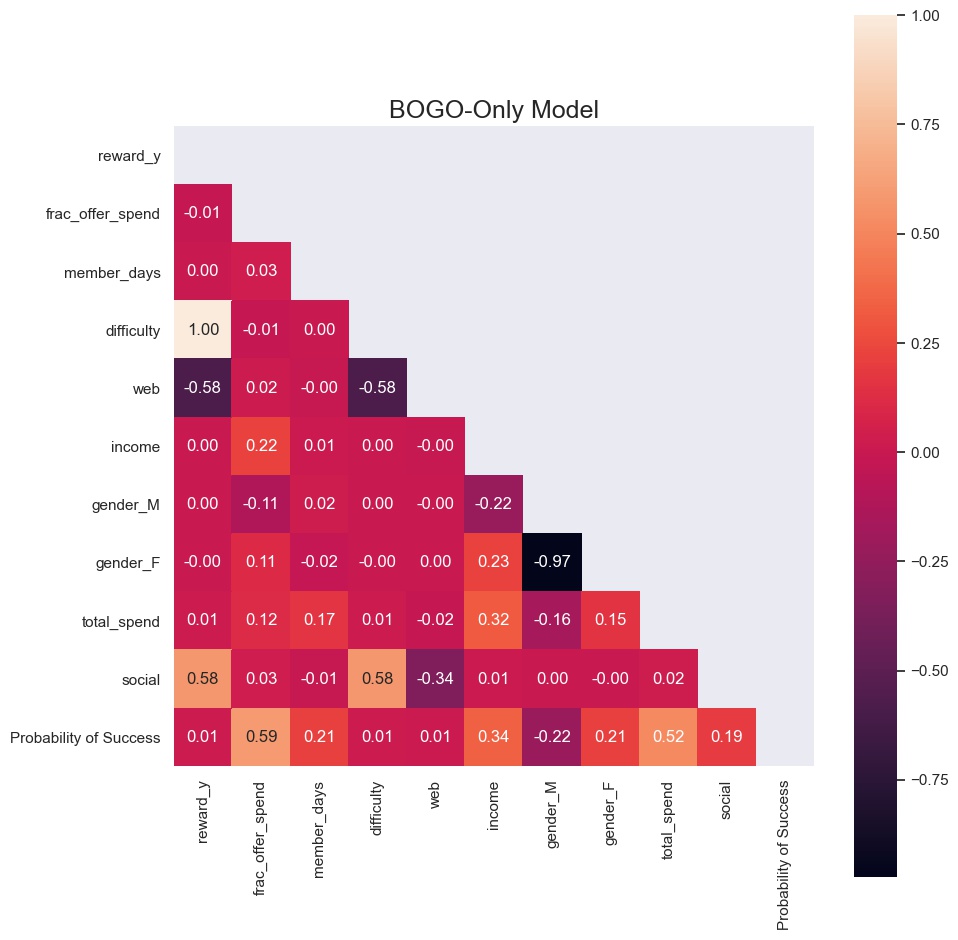 BOGO-Only Model
reward_y
frac_offer_spend -0.01
member_days 0.00 0.03
difficulty 1.00 -0.01 0.00
web -0.58 0.02 -0.00 -0.58
income 0.00 0.22 0.01 0.00 -0.00
gender_M 0.00 -0.11 0.02 0.00 -0.00 -0.22
gender_F -0.00 0.11 -0.02 -0.00 0.00 0.23 -0.97
total_spend 0.01 0.12 0.17 0.01 -0.02 0.32 -0.16 0.15
social 0.58 0.03 -0.01 0.58 -0.34 0.01 0.00 -0.00 0.02
Probability of Success 0.01 0.59 0.21 0.01 0.01 0.34 -0.22 0.21 0.52 0.19
reward_y
frac_offer_spend
member_days
difficulty
web
income
gender_M
gender_F
total_spend
social
Probability of Success
1.00
0.75
0.50
0.25
0.00
−0.25
−0.50
−0.75